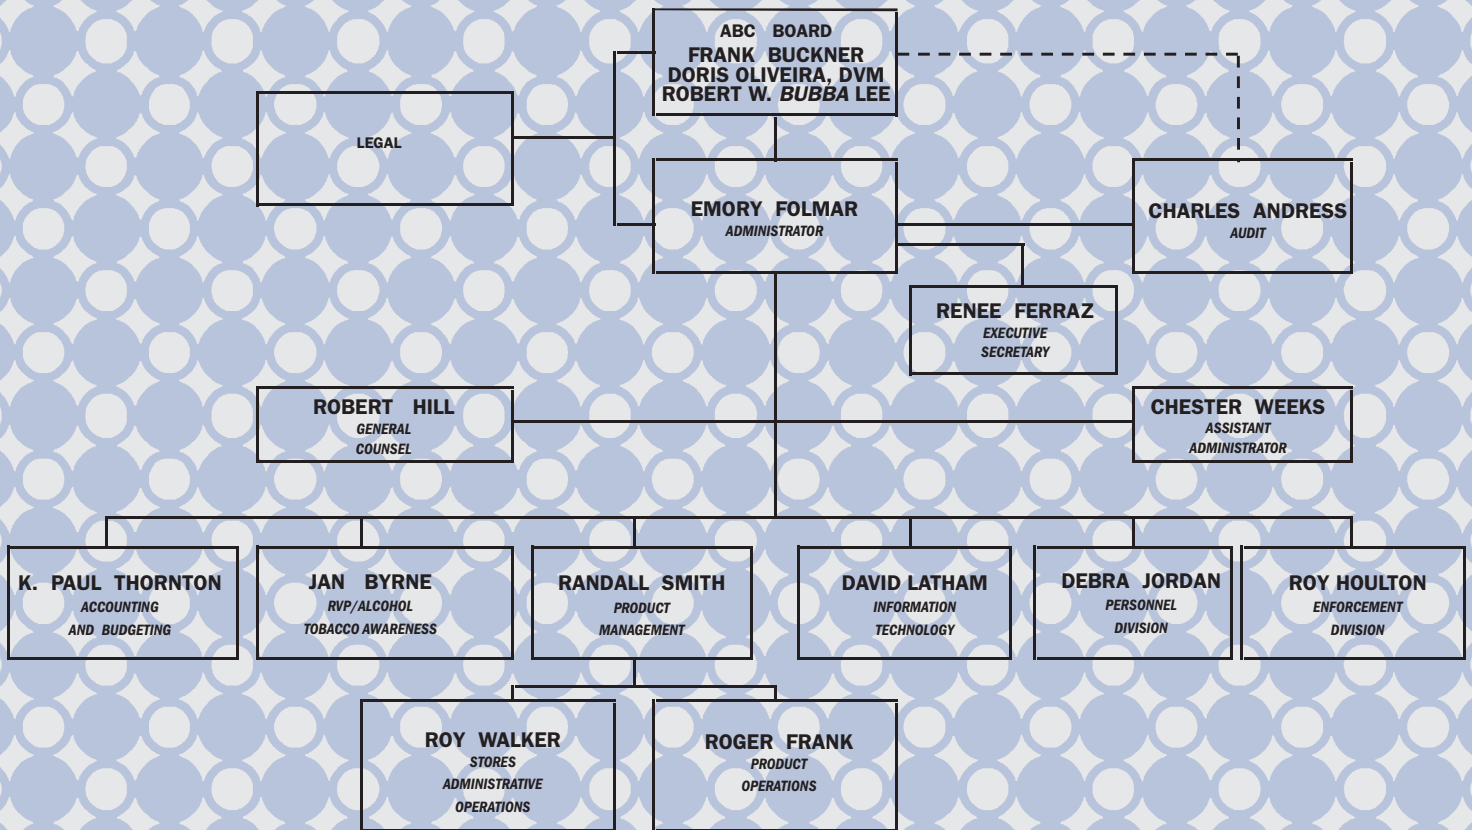 ABC BOARD
FRANK BUCKNER
DORIS OLIVEIRA, DVM
ROBERT W. BUBBA LEE
LEGAL
EMORY FOLMAR
ADMINISTRATOR
CHARLES ANDRESS
AUDIT
RENEE FERRAZ
EXECUTIVE
SECRETARY
ROBERT HILL
GENERAL
COUNSEL
CHESTER WEEKS
ASSISTANT
ADMINISTRATOR
K. PAUL THORNTON
ACCOUNTING
AND BUDGETING
JAN BYRNE
RVP/ALCOHOL
TOBACCO AWARENESS
RANDALL SMITH
PRODUCT
MANAGEMENT
DAVID LATHAM
INFORMATION
TECHNOLOGY
DEBRA JORDAN
PERSONNEL
DIVISION
ROY HOULTON
ENFORCEMENT
DIVISION
ROY WALKER
STORES
ADMINISTRATIVE
OPERATIONS
ROGER FRANK
PRODUCT
OPERATIONS